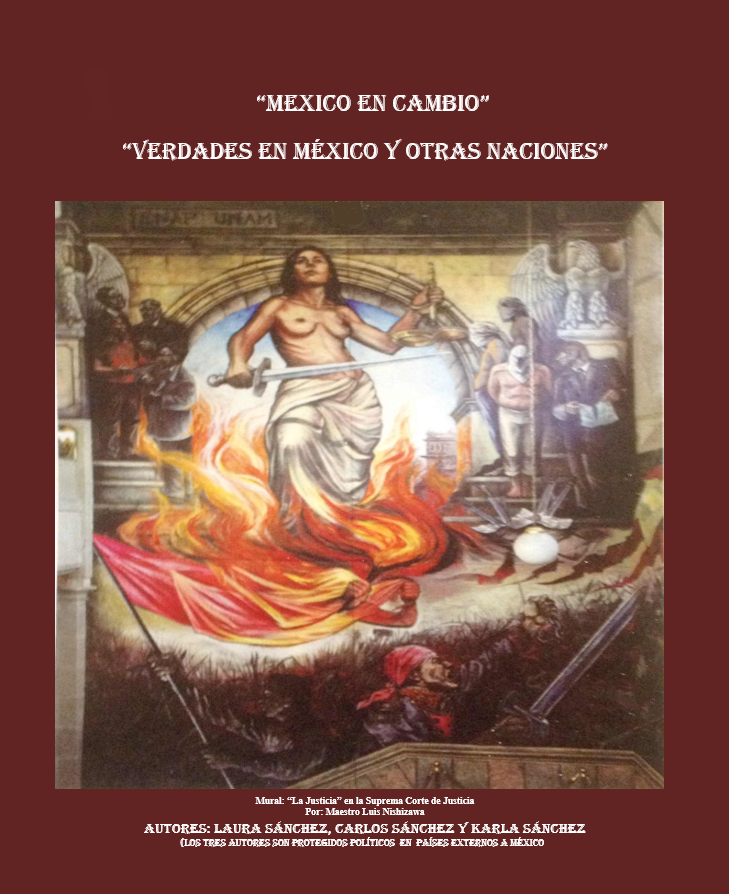 “MEXICO EN CAMBIO”
“VERDADES EN MÉXICO Y OTRAS NACIONES”
ENAP UNAM
Mural: “La Justicia” en la Suprema Corte de Justicia
Por: Maestro Luis Nishizawa
AUTORES: LAURA SÁNCHEZ, CARLOS SÁNCHEZ Y KARLA SÁNCHEZ
(LOS TRES AUTORES SON PROTEGIDOS POLÍTICOS EN PAÍSES EXTERNOS A MÉXICO